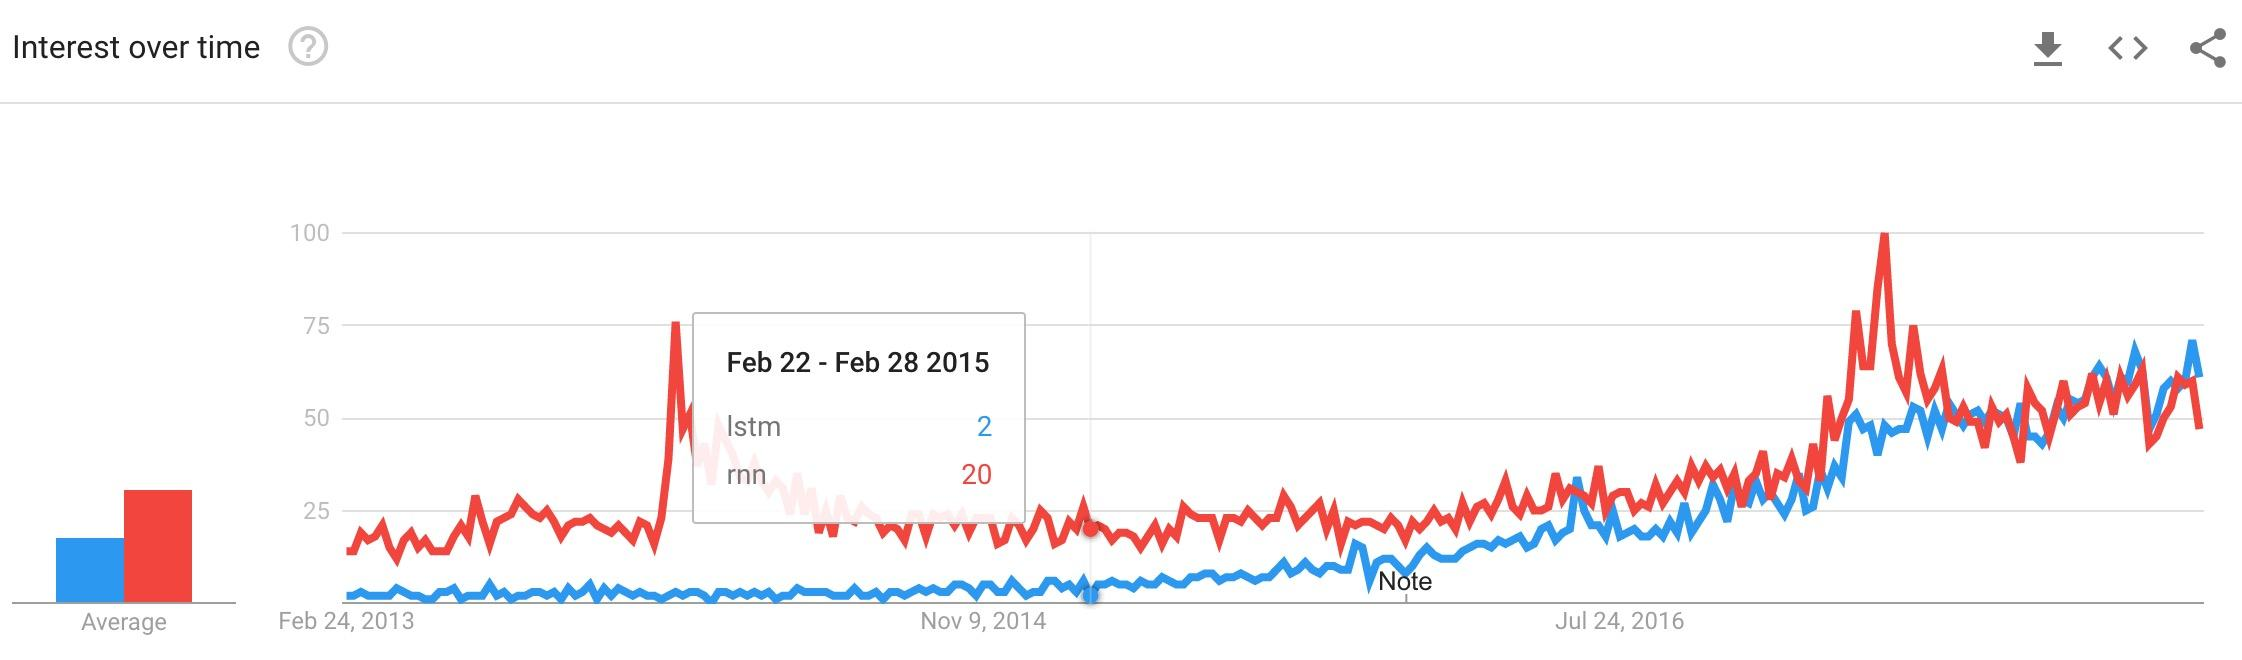 Interest over time ?
100
75
50
25
Feb 22 - Feb 28 2015
lstm 2
rnn 20
Note
Average
Feb 24, 2013 Nov 9, 2014 Jul 24, 2016